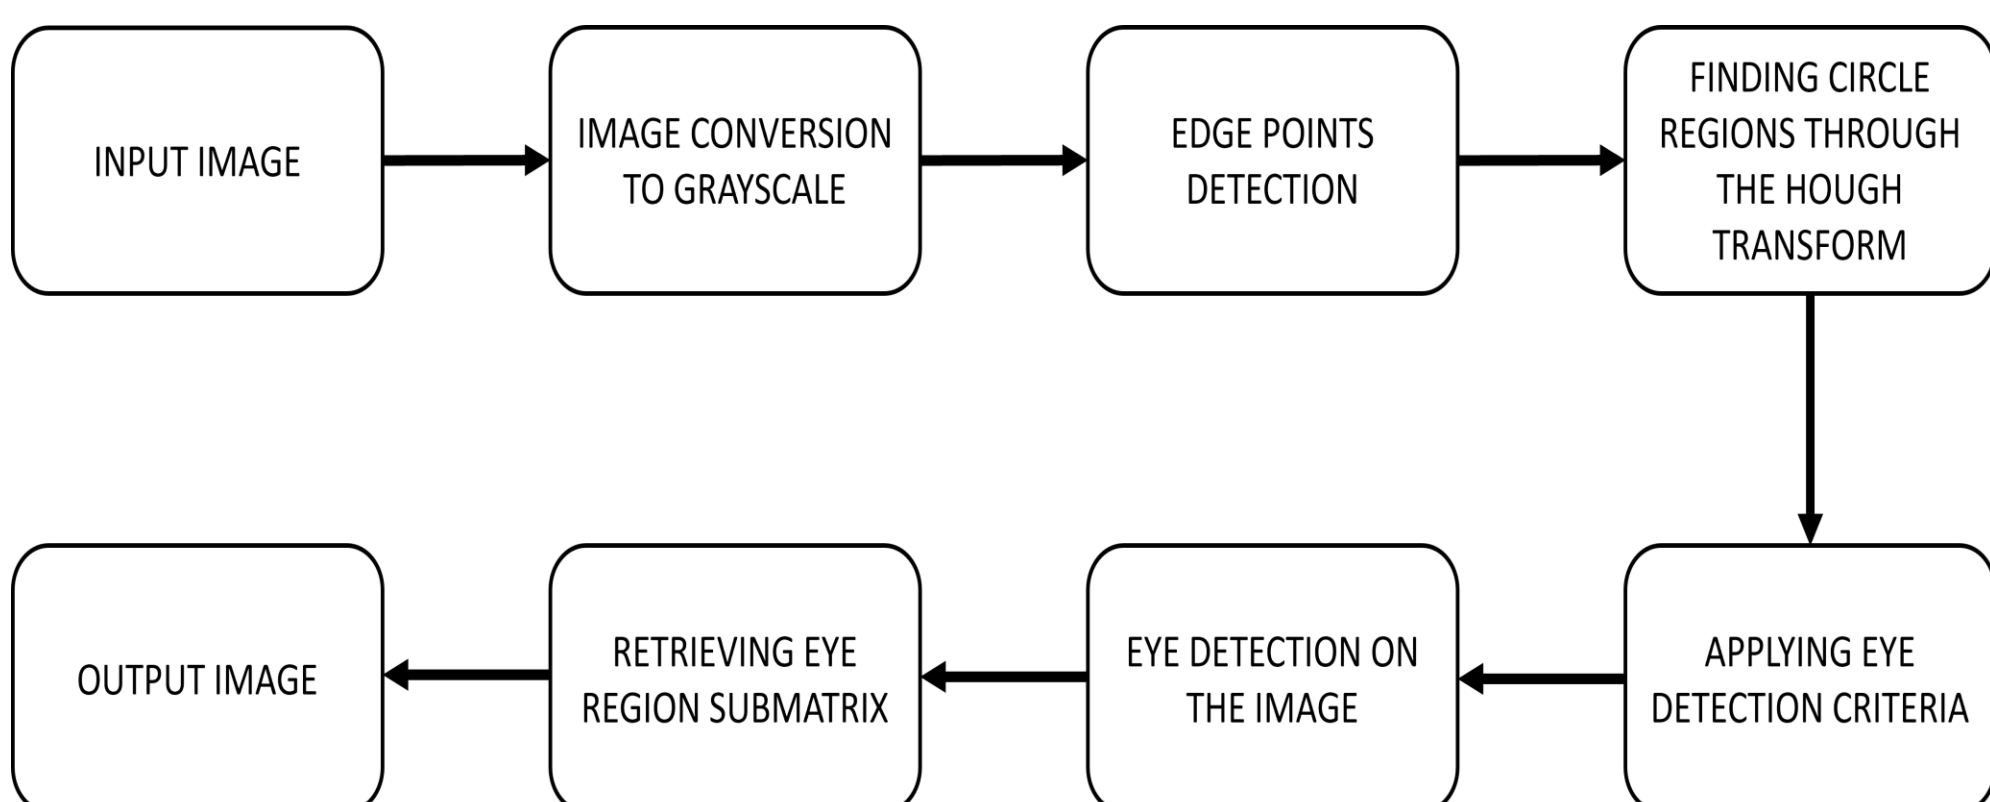 INPUT IMAGE
IMAGE CONVERSION
TO GRAYSCALE
EDGE POINTS
DETECTION
FINDING CIRCLE
REGIONS THROUGH
THE HOUGH
TRANSFORM
APPLYING EYE
DETECTION CRITERIA
EYE DETECTION ON
THE IMAGE
RETRIEVING EYE
REGION SUBMATRIX
OUTPUT IMAGE